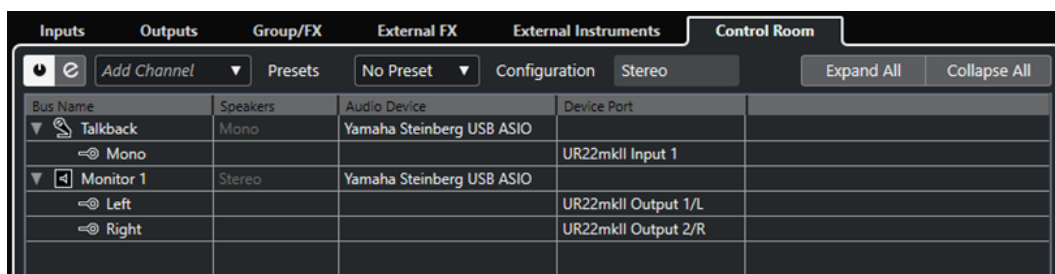 Inputs Outputs Group/FX External FX External Instruments Control Room
e Add Channel Presets No Preset Configuration Stereo Expand All Collapse All
Bus Name Speakers Audio Device Device Port
Talkback Mono Yamaha Steinberg USB ASIO
Mono UR22mkII Input 1
Monitor 1 Stereo Yamaha Steinberg USB ASIO
Left UR22mkII Output 1/L
Right UR22mkII Output 2/R